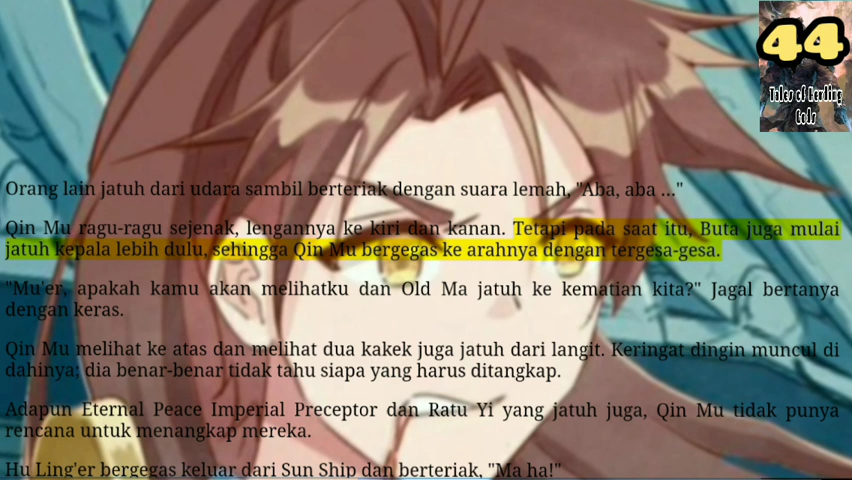 44
Tales of Herding
Gods
Orang lain jatuh dari udara sambil berteriak dengan suara lemah, "Aba, aba ..."
Qin Mu ragu-ragu sejenak, lengannya ke kiri dan kanan. Tetapi pada saat itu, Buta juga mulai
jatuh kepala lebih dulu, sehingga Qin Mu bergegas ke arahnya dengan tergesa-gesa.
"Mu'er, apakah kamu akan melihatku dan Old Ma jatuh ke kematian kita?" Jagal bertanya
dengan keras.
Qin Mu melihat ke atas dan melihat dua kakek juga jatuh dari langit. Keringat dingin muncul di
dahinya; dia benar-benar tidak tahu siapa yang harus ditangkap.
Adapun Eternal Peace Imperial Preceptor dan Ratu Yi yang jatuh juga, Qin Mu tidak punya
rencana untuk menangkap mereka.
Hu Ling'er bergegas keluar dari Sun Ship dan berteriak, "Ma ha!"